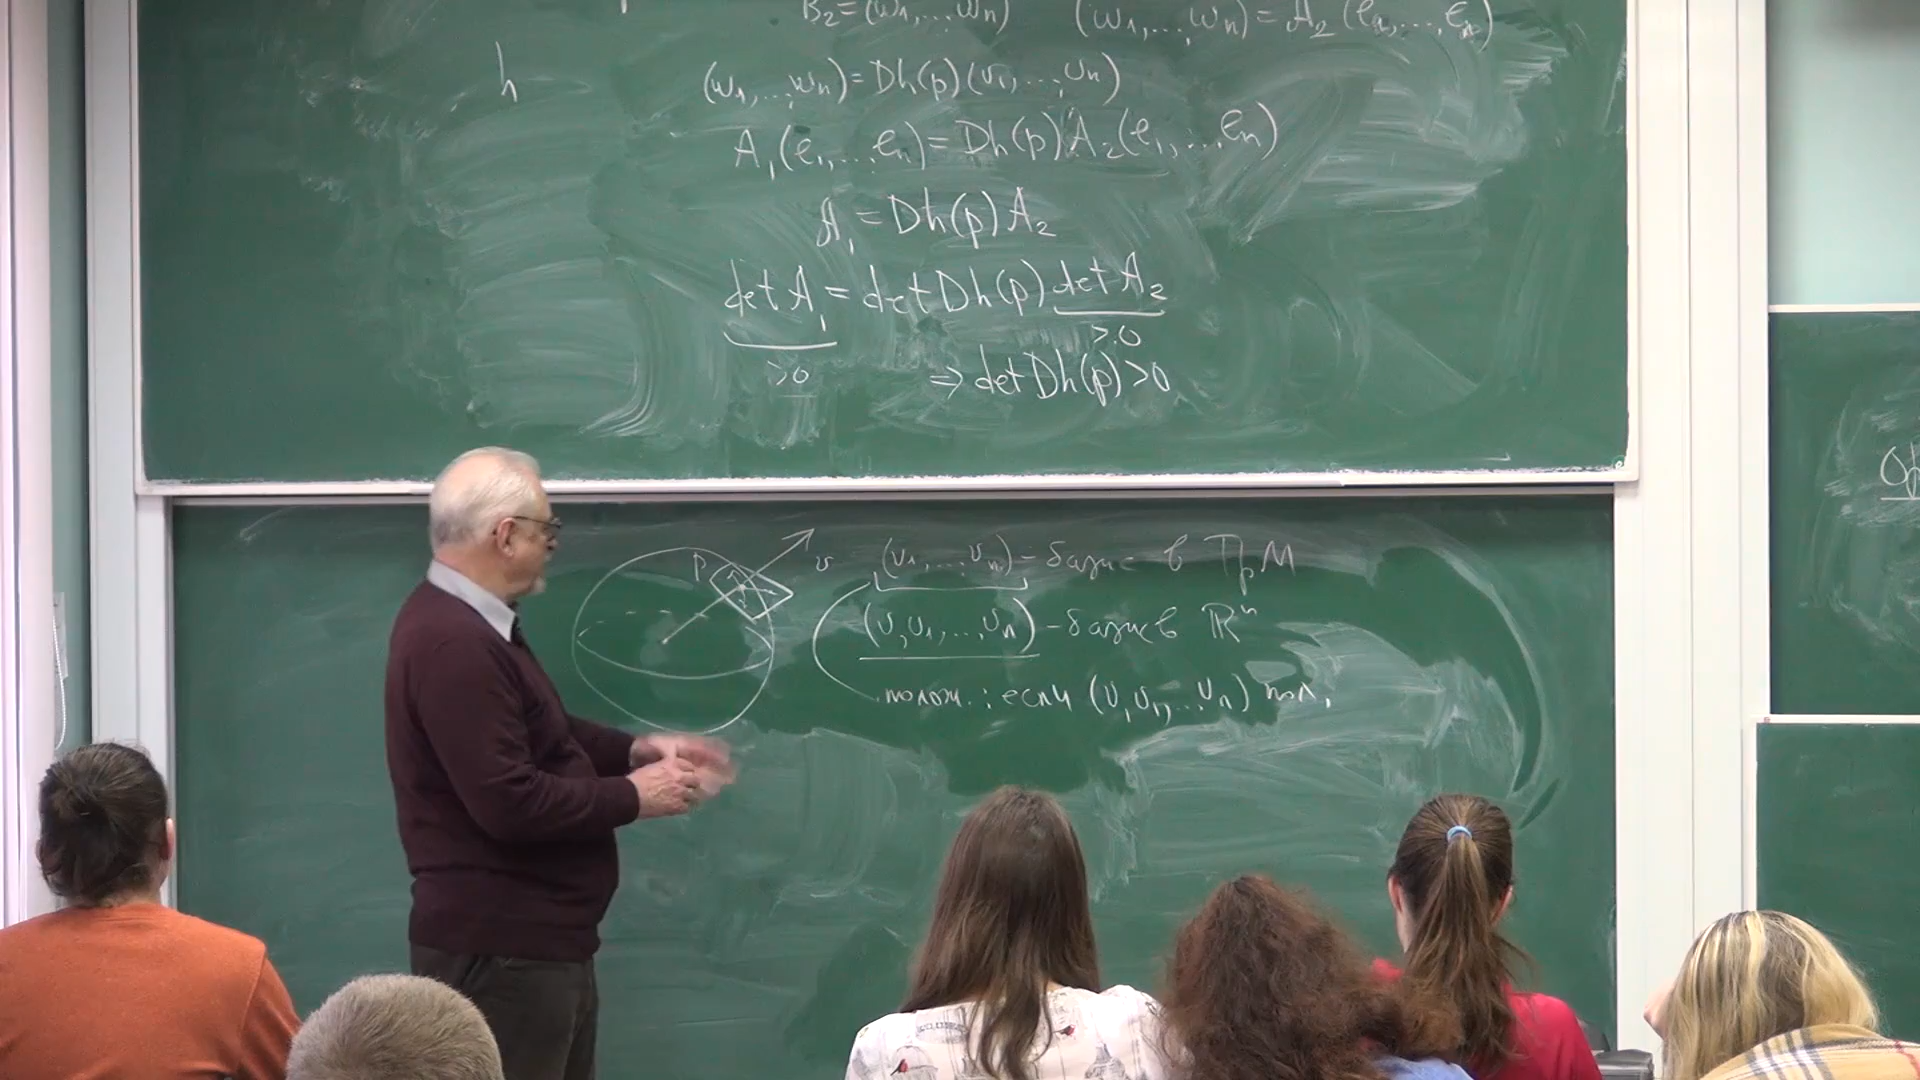 B₂=(w₁,...wₙ) (w₁,...,wₙ)=A₂(e₁,...,eₙ)
h
(w₁,...,wₙ)=Dh(p)(v₁,...,vₙ)
A₁(e₁,...eₙ)=Dh(p)A₂(e₁,...eₙ)
A₁=Dh(p)A₂
det A₁ = det Dh(p) det A₂
>0 >0
⇒ det Dh(p)>0
p v (v₁,...,vₙ)-базис в TₚM
(v,v₁,...,vₙ)-базис в ℝⁿ
полож.: если (v,v₁,...vₙ) пол,